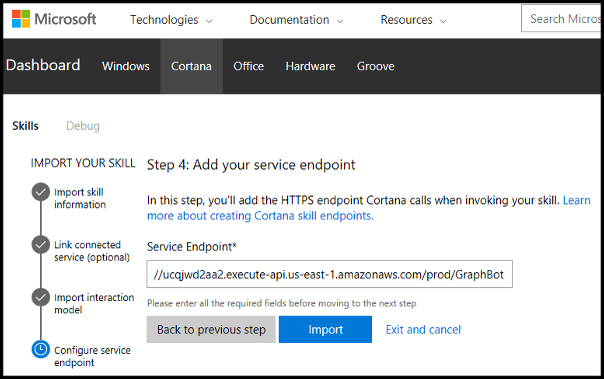 Microsoft Technologies Documentation Resources Search Micros
Dashboard Windows Cortana Office Hardware Groove
Skills Debug
IMPORT YOUR SKILL
Import skill
information
Link connected
service (optional)
Import interaction
model
Configure service
endpoint
Step 4: Add your service endpoint
In this step, you'll add the HTTPS endpoint Cortana calls when invoking your skill. Learn
more about creating Cortana skill endpoints.
Service Endpoint*
//ucqjwd2aa2.execute-api.us-east-1.amazonaws.com/prod/GraphBot
Please enter all the required fields before moving to the next step
Back to previous step Import Exit and cancel